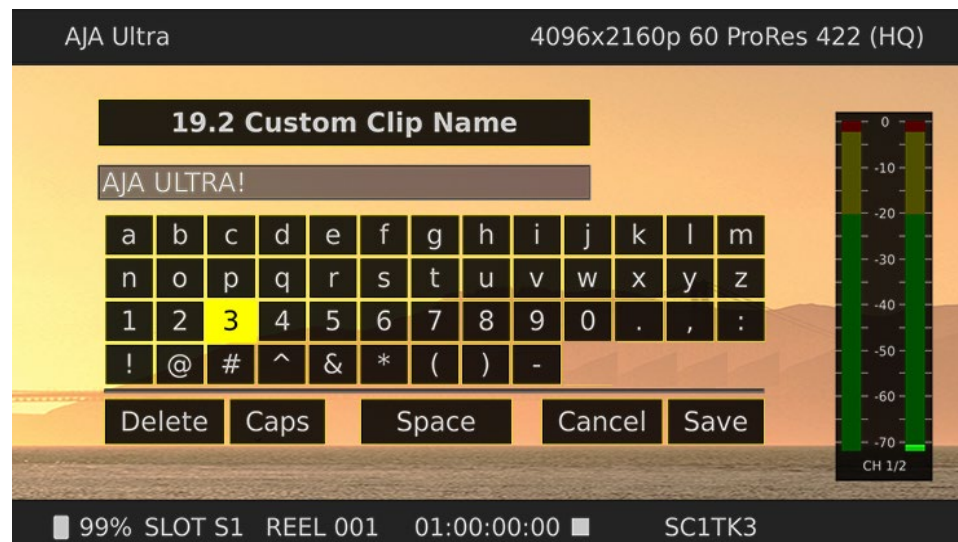 AJA Ultra 4096x2160p 60 ProRes 422 (HQ)
19.2 Custom Clip Name
AJA ULTRA!
a b c d e f g h i j k l m
n o p q r s t u v w x y z
1 2 3 4 5 6 7 8 9 0 . , :
! @ # ^ & * ( ) -
Delete Caps Space Cancel Save
0
-10
-20
-30
-40
-50
-60
-70
CH 1/2
99% SLOT S1 REEL 001 01:00:00:00 SC1TK3